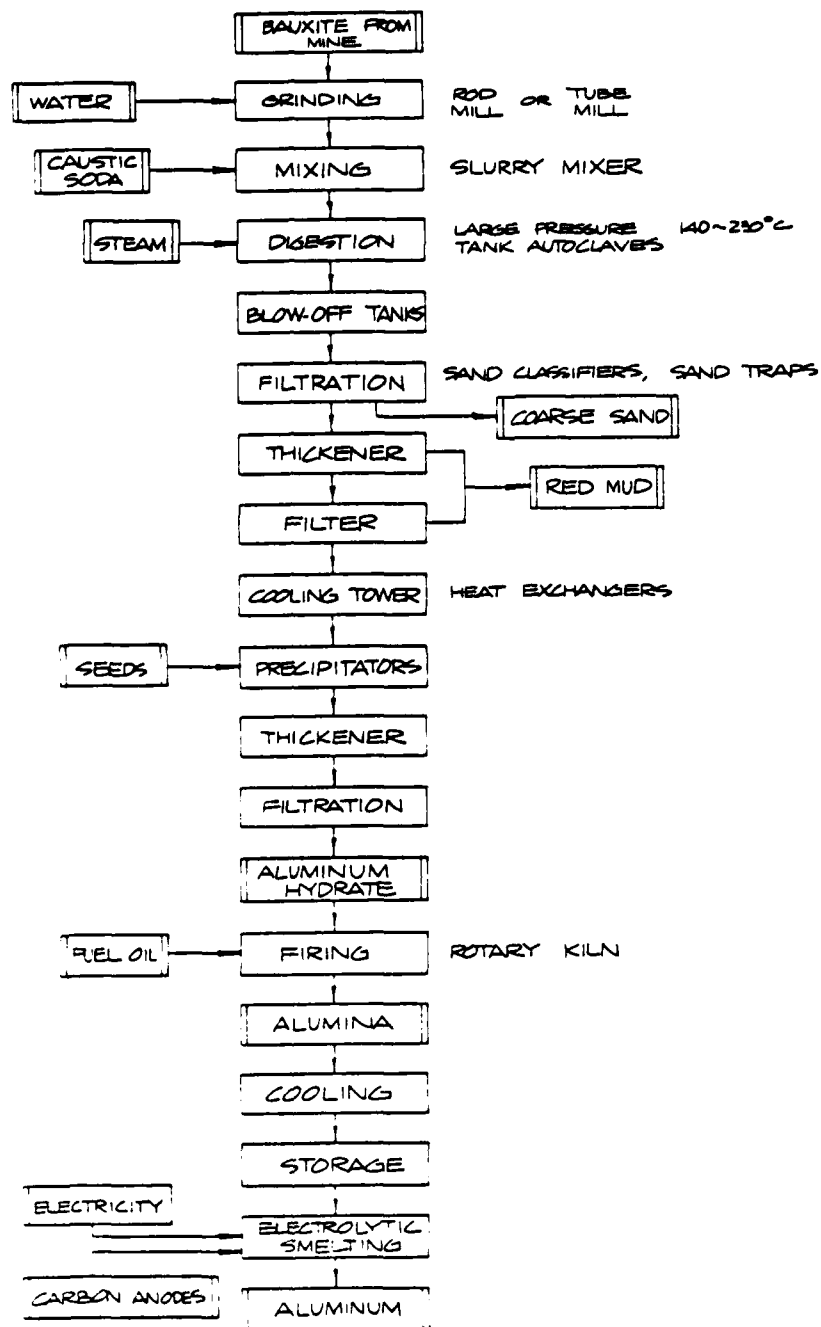 BAUXITE FROM
MINE
WATER
GRINDING
ROD OR TUBE
MILL MILL
CAUSTIC
SODA
MIXING
SLURRY MIXER
STEAM
DIGESTION
LARGE PRESSURE 140~230°C
TANK AUTOCLAVES
BLOW-OFF TANKS
FILTRATION
SAND CLASSIFIERS, SAND TRAPS
COARSE SAND
THICKENER
RED MUD
FILTER
COOLING TOWER
HEAT EXCHANGERS
SEEDS
PRECIPITATORS
THICKENER
FILTRATION
ALUMINUM
HYDRATE
FUEL OIL
FIRING
ROTARY KILN
ALUMINA
COOLING
STORAGE
ELECTRICITY
ELECTROLYTIC
SMELTING
CARBON ANODES
ALUMINUM